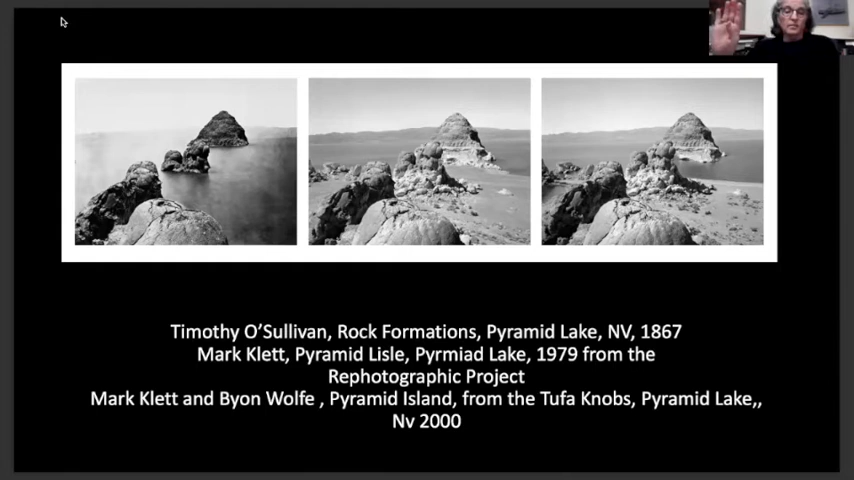 Timothy O'Sullivan, Rock Formations, Pyramid Lake, NV, 1867
Mark Klett, Pyramid Lisle, Pyrmiad Lake, 1979 from the
Rephotographic Project
Mark Klett and Byon Wolfe , Pyramid Island, from the Tufa Knobs, Pyramid Lake,,
Nv 2000